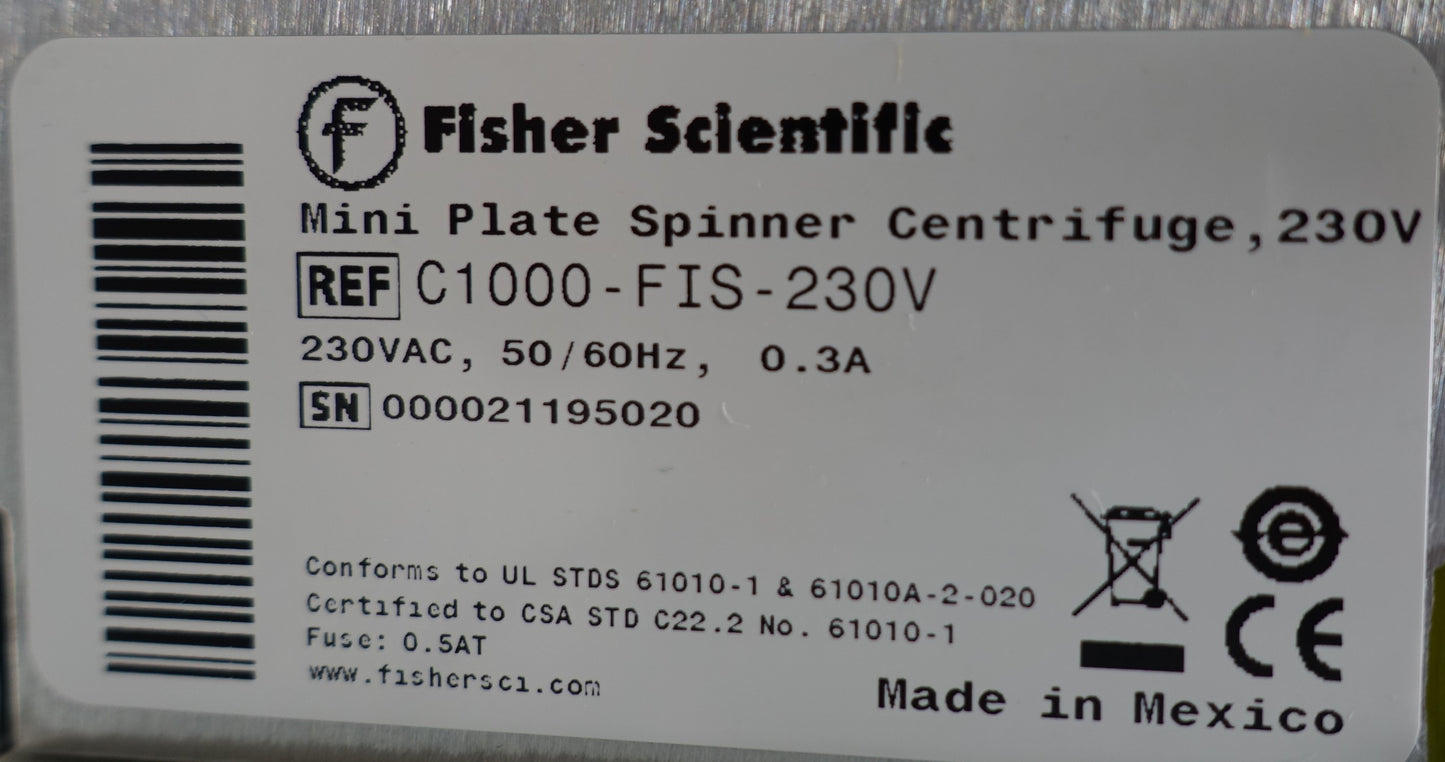 Fisher Scientific
Mini Plate Spinner Centrifuge,230V
REF C1000-FIS-230V
230VAC, 50/60Hz, 0.3A
SN 000021195020
Conforms to UL STDS 61010-1 & 61010A-2-020
Certified to CSA STD C22.2 No. 61010-1
Fuse: 0.5AT
www.fishersci.com
Made in Mexico